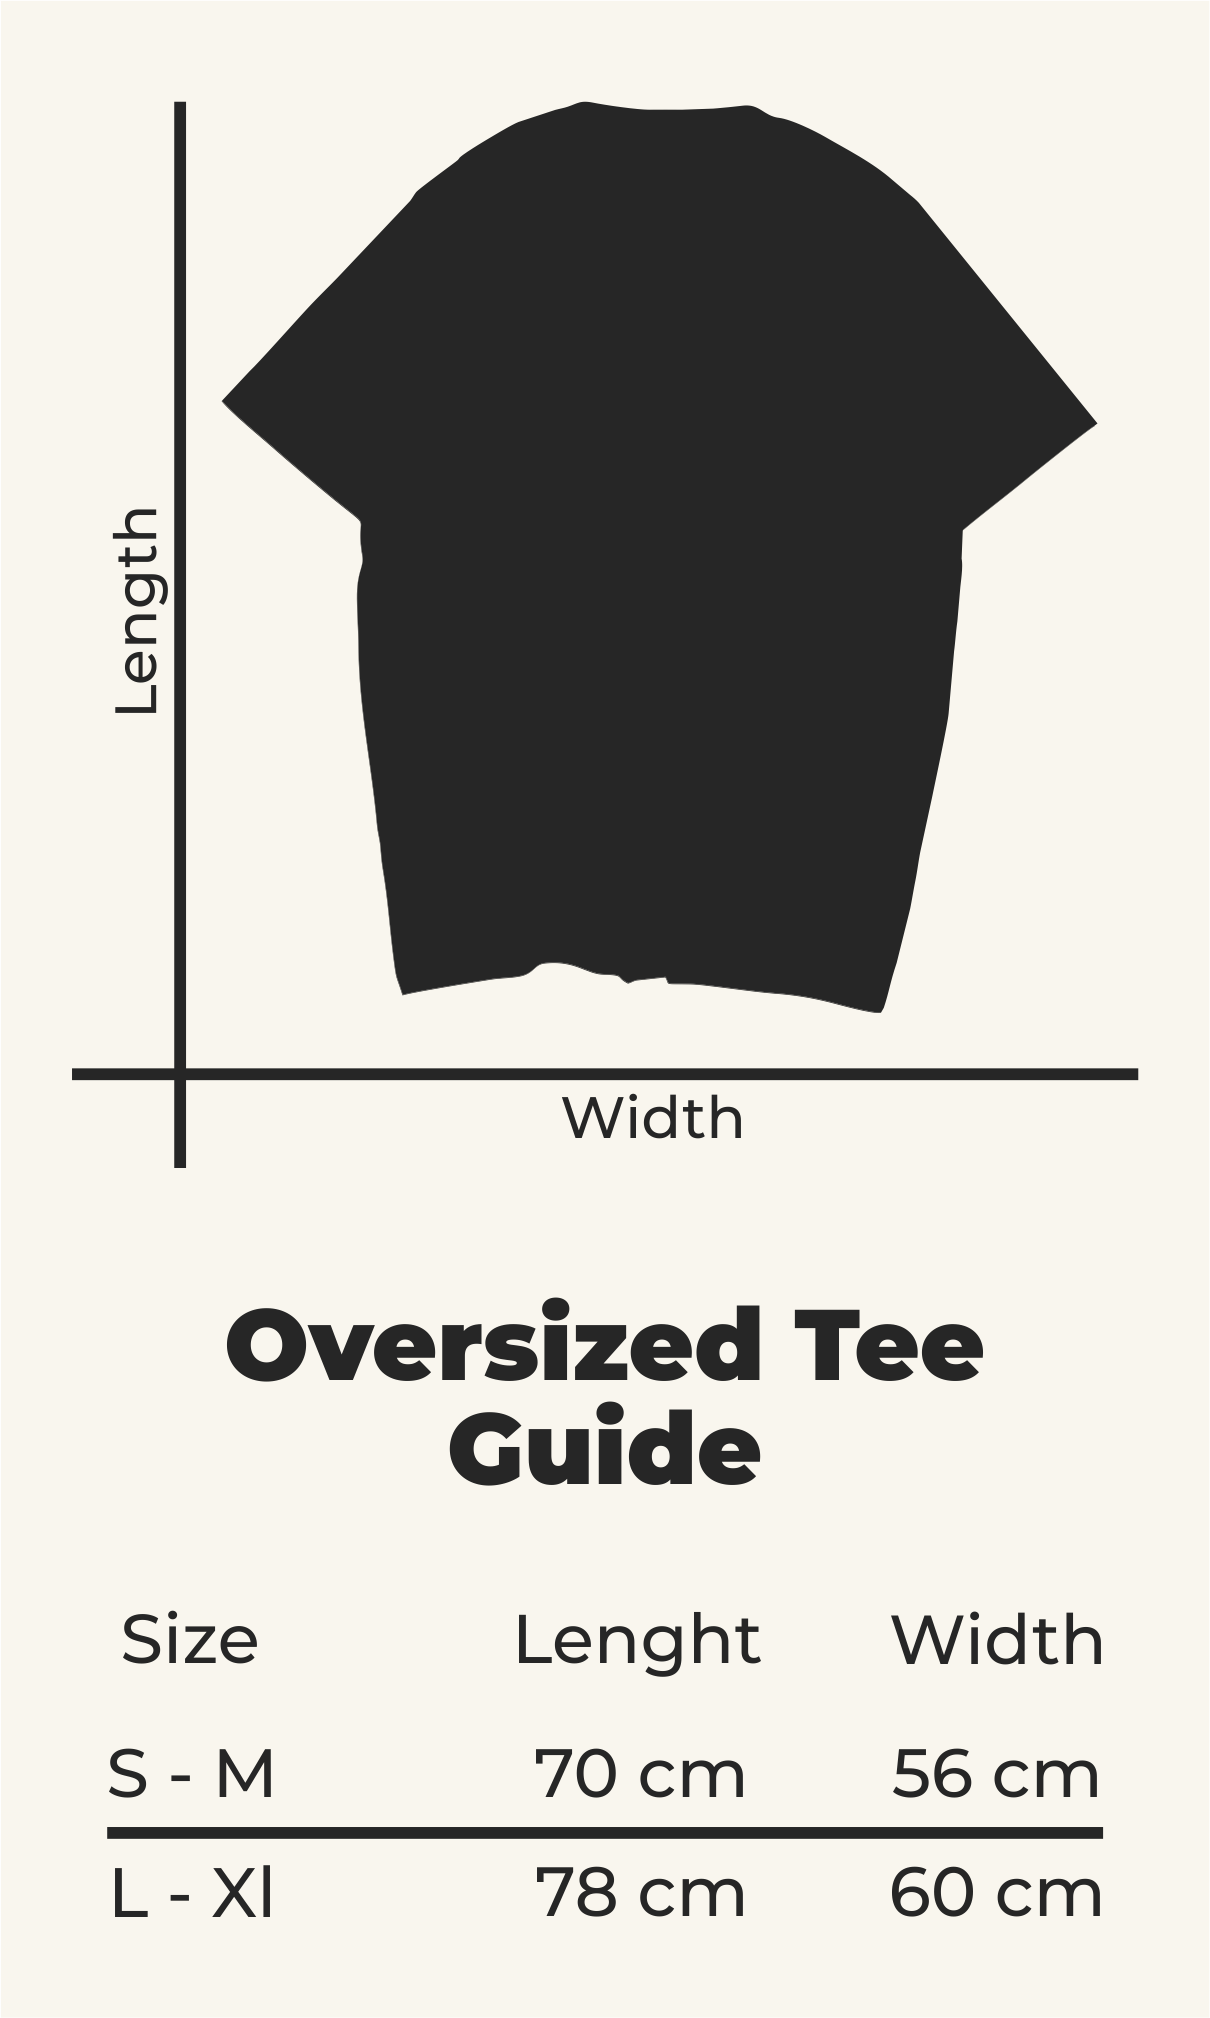 Length
Width
Oversized Tee
Guide
Size Lenght Width
S - M 70 cm 56 cm
L - Xl 78 cm 60 cm